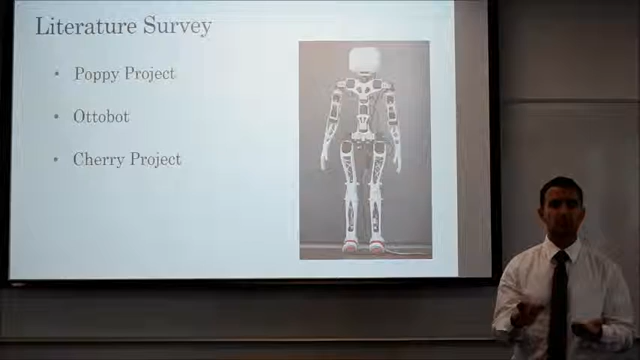 Literature Survey
• Poppy Project
• Ottobot
• Cherry Project